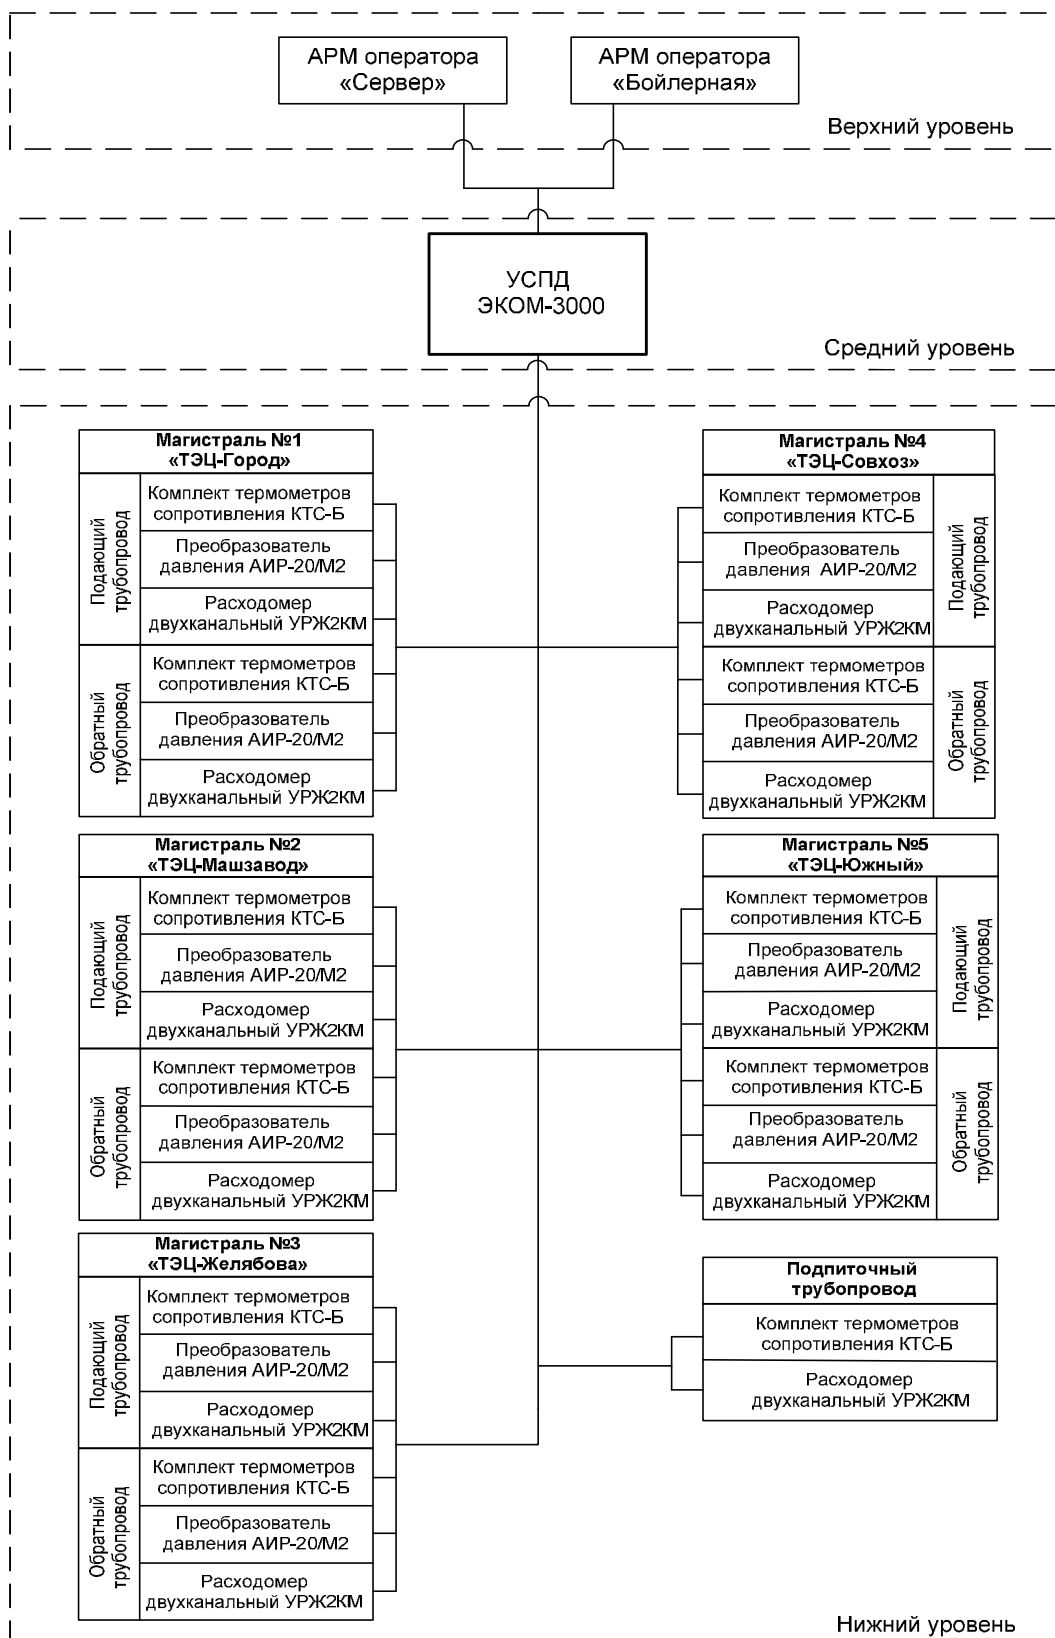 АРМ оператора
«Сервер»
АРМ оператора
«Бойлерная»
Верхний уровень
УСПД
ЭКОМ-3000
Средний уровень
Магистраль №1
«ТЭЦ-Город»
Подающий
трубопровод
Комплект термометров
сопротивления КТС-Б
Преобразователь
давления АИР-20/М2
Расходомер
двухканальный УРЖ2КМ
Обратный
трубопровод
Комплект термометров
сопротивления КТС-Б
Преобразователь
давления АИР-20/М2
Расходомер
двухканальный УРЖ2КМ
Магистраль №4
«ТЭЦ-Совхоз»
Комплект термометров
сопротивления КТС-Б
Преобразователь
давления АИР-20/М2
Расходомер
двухканальный УРЖ2КМ
Подающий
трубопровод
Комплект термометров
сопротивления КТС-Б
Преобразователь
давления АИР-20/М2
Расходомер
двухканальный УРЖ2КМ
Обратный
трубопровод
Магистраль №2
«ТЭЦ-Машзавод»
Подающий
трубопровод
Комплект термометров
сопротивления КТС-Б
Преобразователь
давления АИР-20/М2
Расходомер
двухканальный УРЖ2КМ
Обратный
трубопровод
Комплект термометров
сопротивления КТС-Б
Преобразователь
давления АИР-20/М2
Расходомер
двухканальный УРЖ2КМ
Магистраль №5
«ТЭЦ-Южный»
Комплект термометров
сопротивления КТС-Б
Преобразователь
давления АИР-20/М2
Расходомер
двухканальный УРЖ2КМ
Подающий
трубопровод
Комплект термометров
сопротивления КТС-Б
Преобразователь
давления АИР-20/М2
Расходомер
двухканальный УРЖ2КМ
Обратный
трубопровод
Магистраль №3
«ТЭЦ-Желябова»
Подающий
трубопровод
Комплект термометров
сопротивления КТС-Б
Преобразователь
давления АИР-20/М2
Расходомер
двухканальный УРЖ2КМ
Обратный
трубопровод
Комплект термометров
сопротивления КТС-Б
Преобразователь
давления АИР-20/М2
Расходомер
двухканальный УРЖ2КМ
Подпиточный
трубопровод
Комплект термометров
сопротивления КТС-Б
Расходомер
двухканальный УРЖ2КМ
Нижний уровень